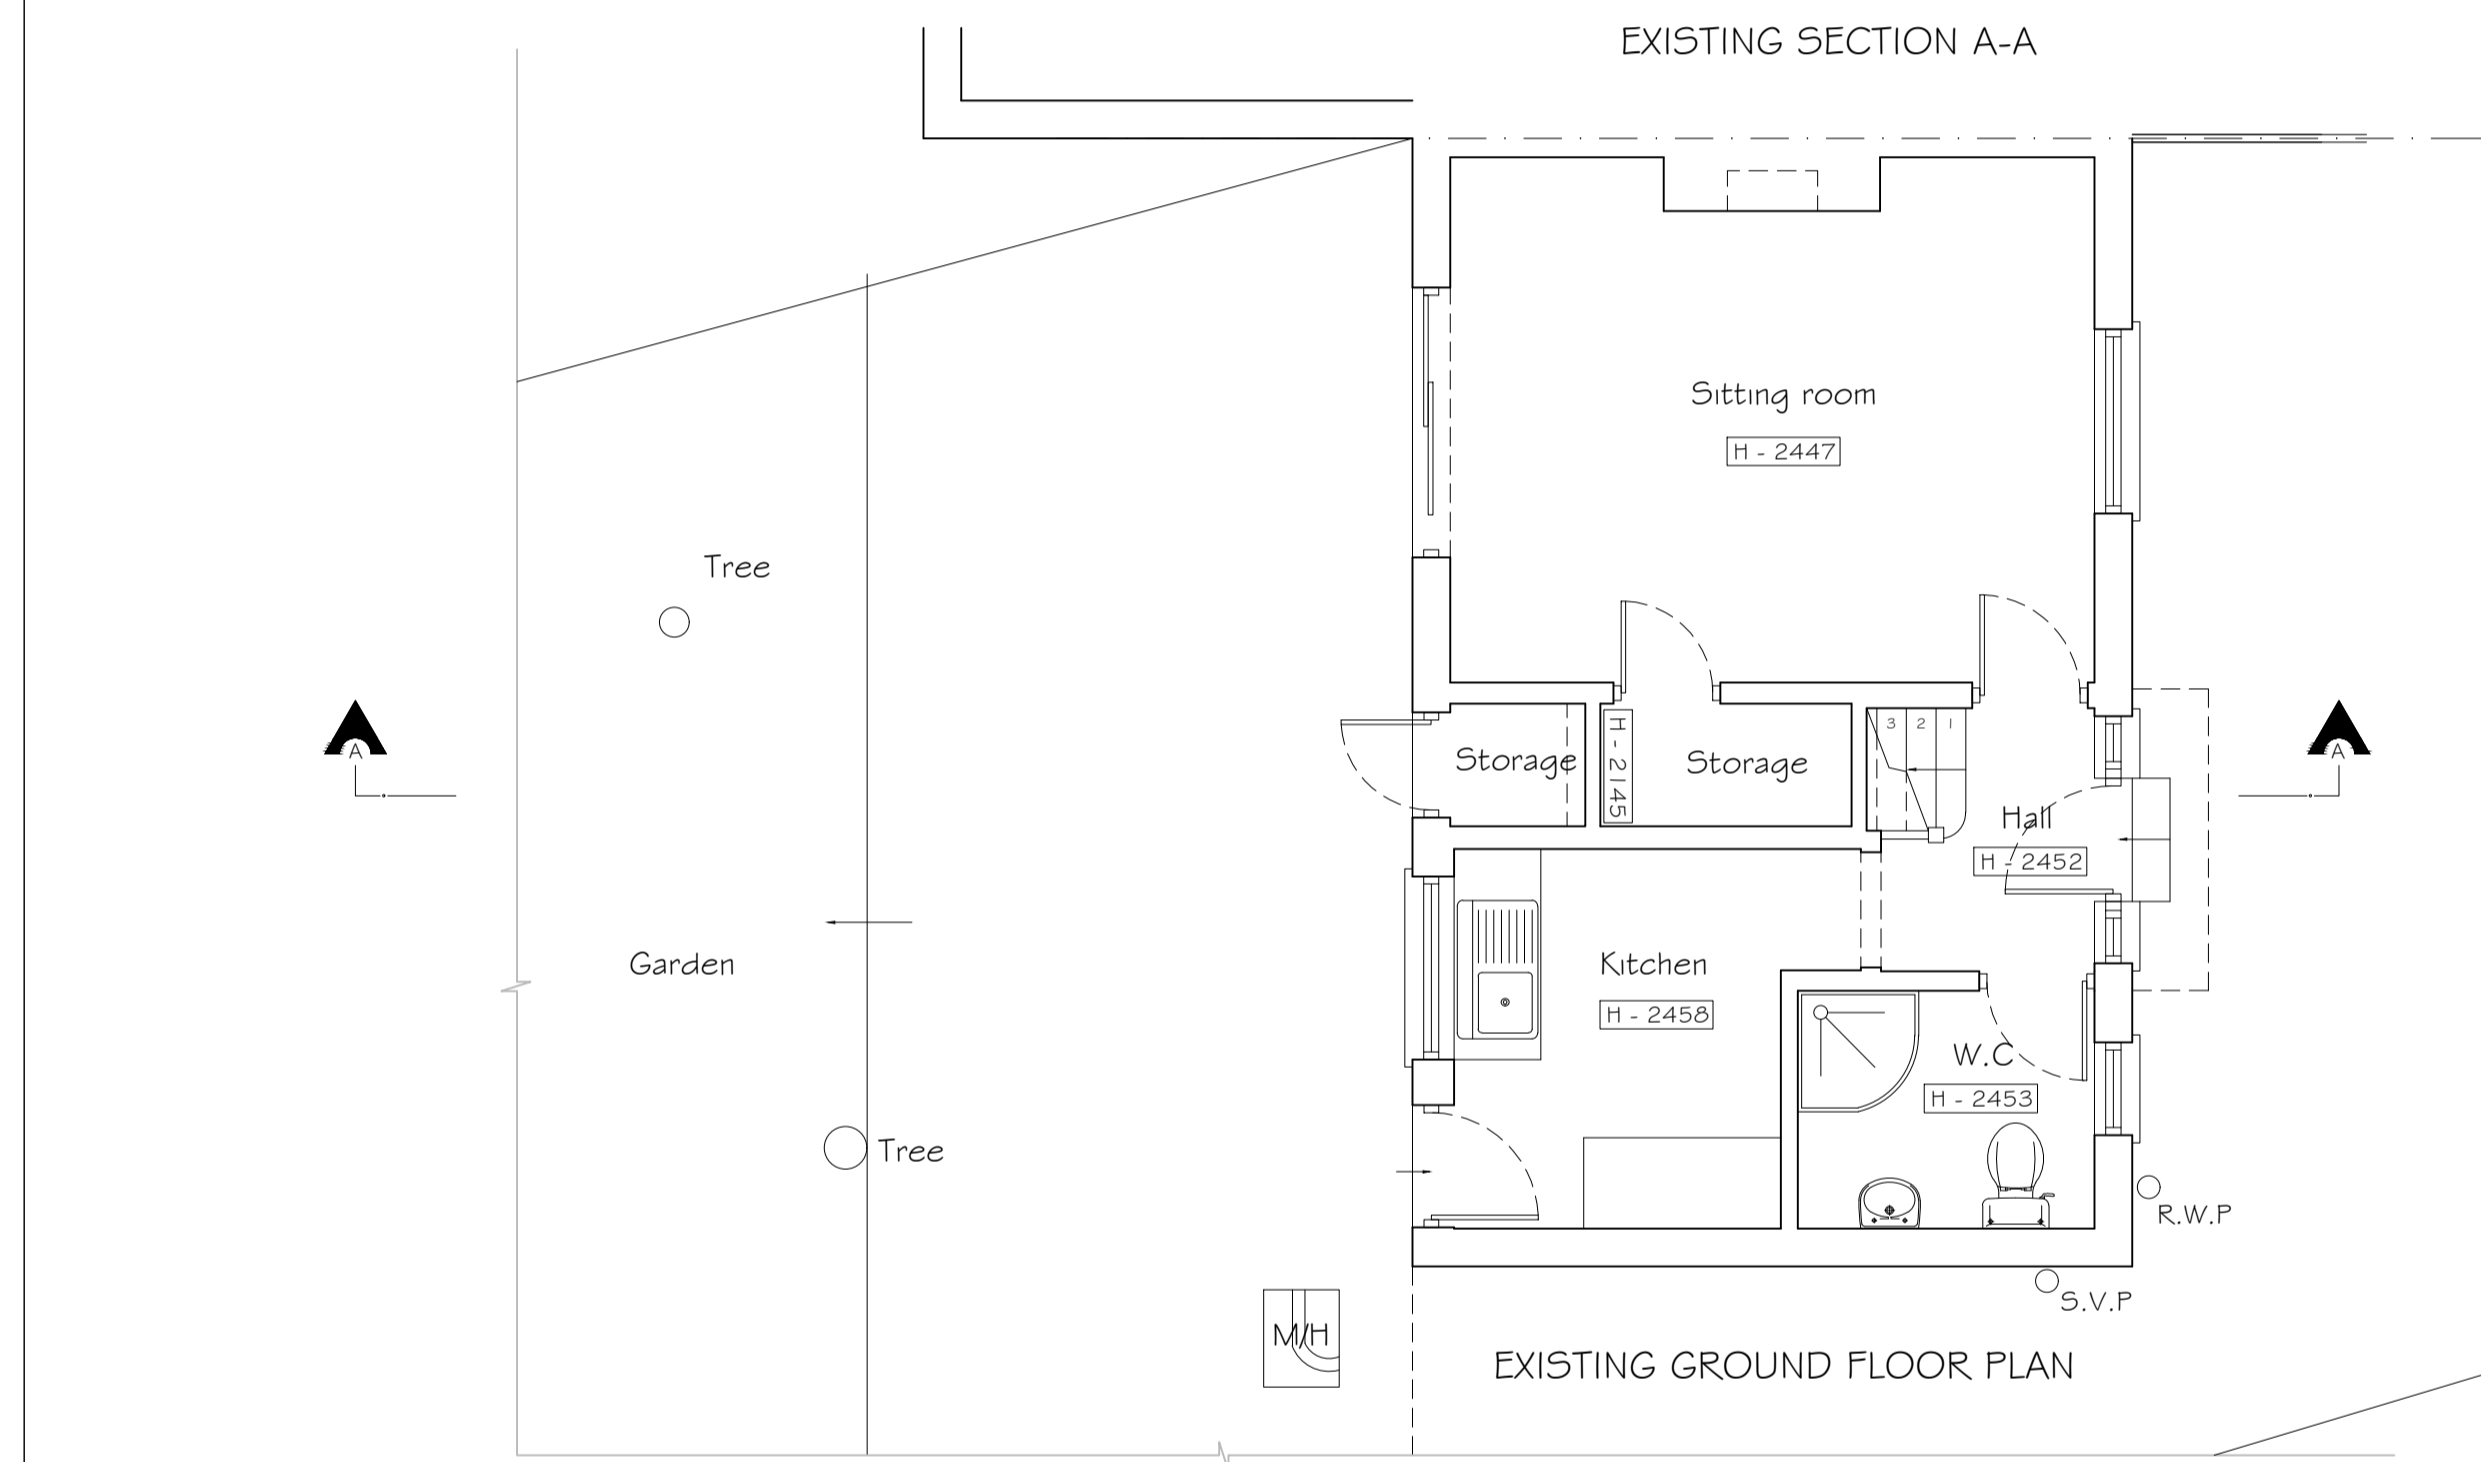 EXISTING SECTION A-A
Sitting room
H - 2447
Tree
A
Storage
H - 2145
Storage
3 2 1
A
Hall
H - 2452
Garden
Kitchen
H - 2458
W.C
H - 2453
Tree
R.W.P
S.V.P
M/H
EXISTING GROUND FLOOR PLAN